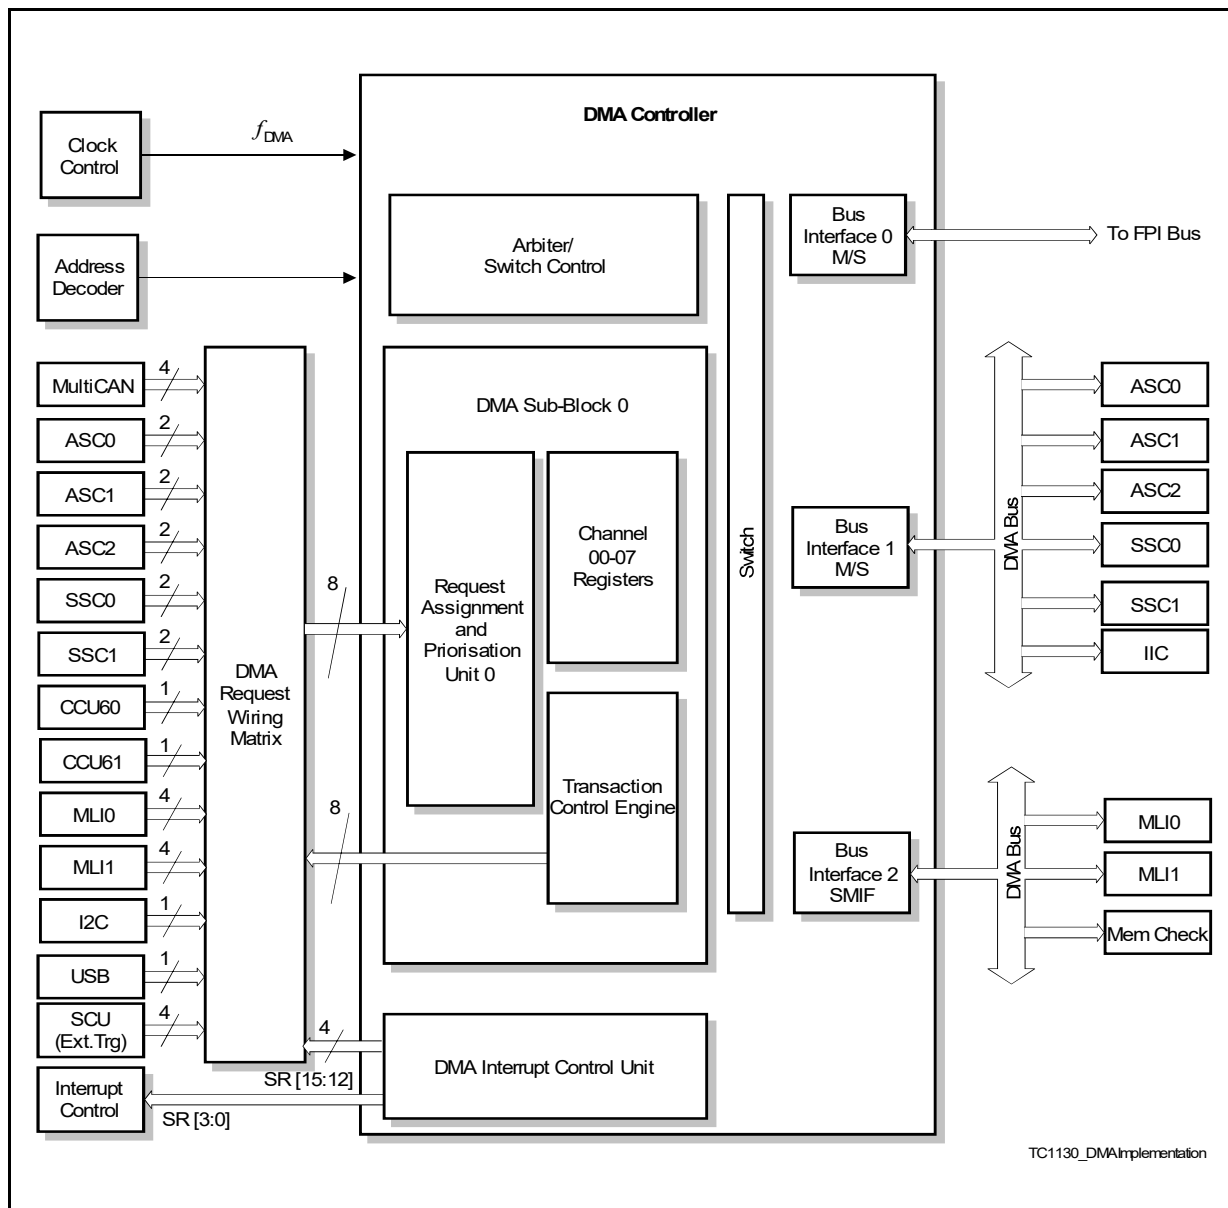 DMA Controller
Clock
Control
fDMA
Address
Decoder
Arbiter/
Switch Control
Bus
Interface 0
M/S
To FPI Bus
MultiCAN
4
ASC0
2
ASC1
2
ASC2
2
SSC0
2
SSC1
2
CCU60
1
CCU61
1
MLI0
4
MLI1
4
I2C
1
USB
1
SCU
(Ext.Trg)
4
Interrupt
Control
DMA
Request
Wiring
Matrix
8
8
4
SR [15:12]
SR [3:0]
DMA Sub-Block 0
Request
Assignment
and
Priorisation
Unit 0
Channel
00-07
Registers
Transaction
Control Engine
DMA Interrupt Control Unit
Switch
Bus
Interface 1
M/S
DMA Bus
ASC0
ASC1
ASC2
SSC0
SSC1
IIC
Bus
Interface 2
SMIF
DMA Bus
MLI0
MLI1
Mem Check
TC1130_DMAImplementation